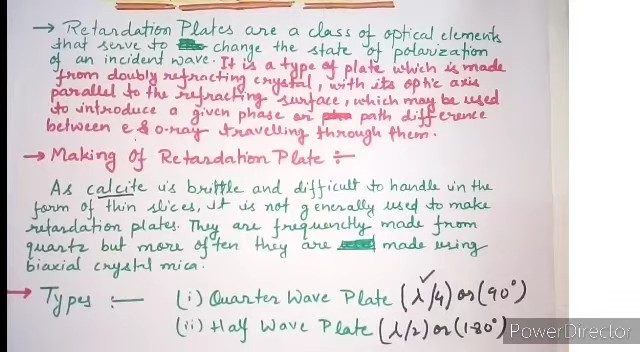 → Retardation Plates are a class of optical elements
that serve to change the state of polarization
of an incident wave. It is a type of plate which is made
from doubly refracting crystal, with its optic axis
parallel to the refracting surface, which may be used
to introduce a given phase or path difference
between e & o-ray travelling through them.
→ Making Of Retardation Plate :-
As calcite is brittle and difficult to handle in the
form of thin slices, it is not generally used to make
retardation plates. They are frequenctly made from
quartz but more often they are made using
biaxial crystal mica.
→ Types :- (i) Quarter Wave Plate (λ/4) or (90°)
(ii) Half Wave Plate (λ/2) or (180°)
PowerDirector